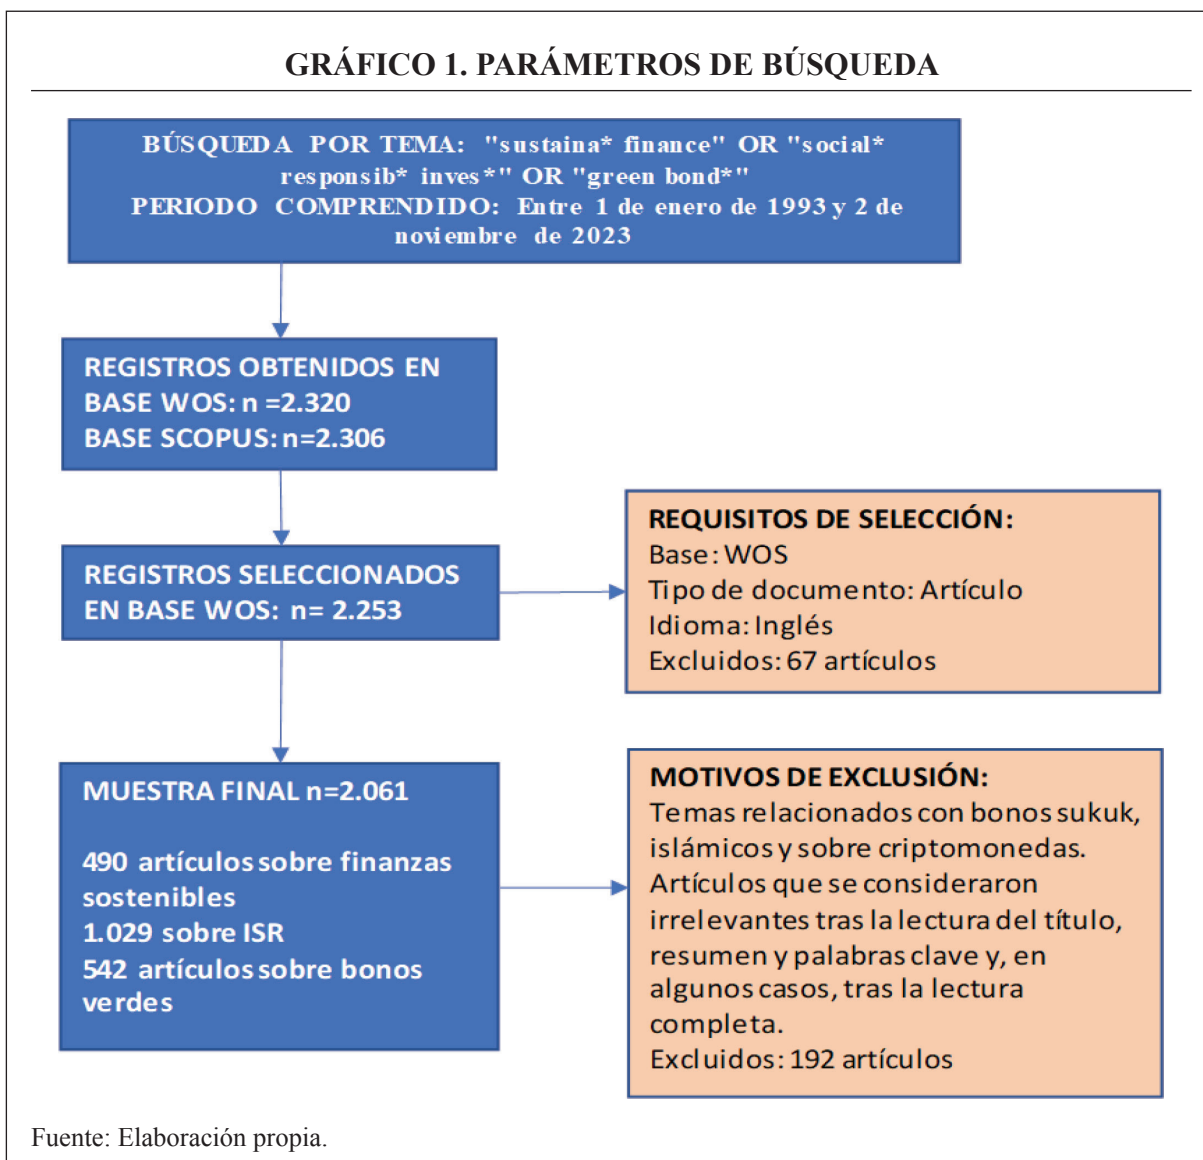 GRÁFICO 1. PARÁMETROS DE BÚSQUEDA
BÚSQUEDA POR TEMA: "sustaina* finance" OR "social*
responsib* inves*" OR "green bond*"
PERIODO COMPRENDIDO: Entre 1 de enero de 1993 y 2 de
noviembre de 2023
REGISTROS OBTENIDOS EN
BASE WOS: n =2.320
BASE SCOPUS: n=2.306
REGISTROS SELECCIONADOS
EN BASE WOS: n= 2.253
REQUISITOS DE SELECCIÓN:
Base: WOS
Tipo de documento: Artículo
Idioma: Inglés
Excluidos: 67 artículos
MUESTRA FINAL n=2.061
490 artículos sobre finanzas
sostenibles
1.029 sobre ISR
542 artículos sobre bonos
verdes
MOTIVOS DE EXCLUSIÓN:
Temas relacionados con bonos sukuk,
islámicos y sobre criptomonedas.
Artículos que se consideraron
irrelevantes tras la lectura del título,
resumen y palabras clave y, en
algunos casos, tras la lectura
completa.
Excluidos: 192 artículos
Fuente: Elaboración propia.